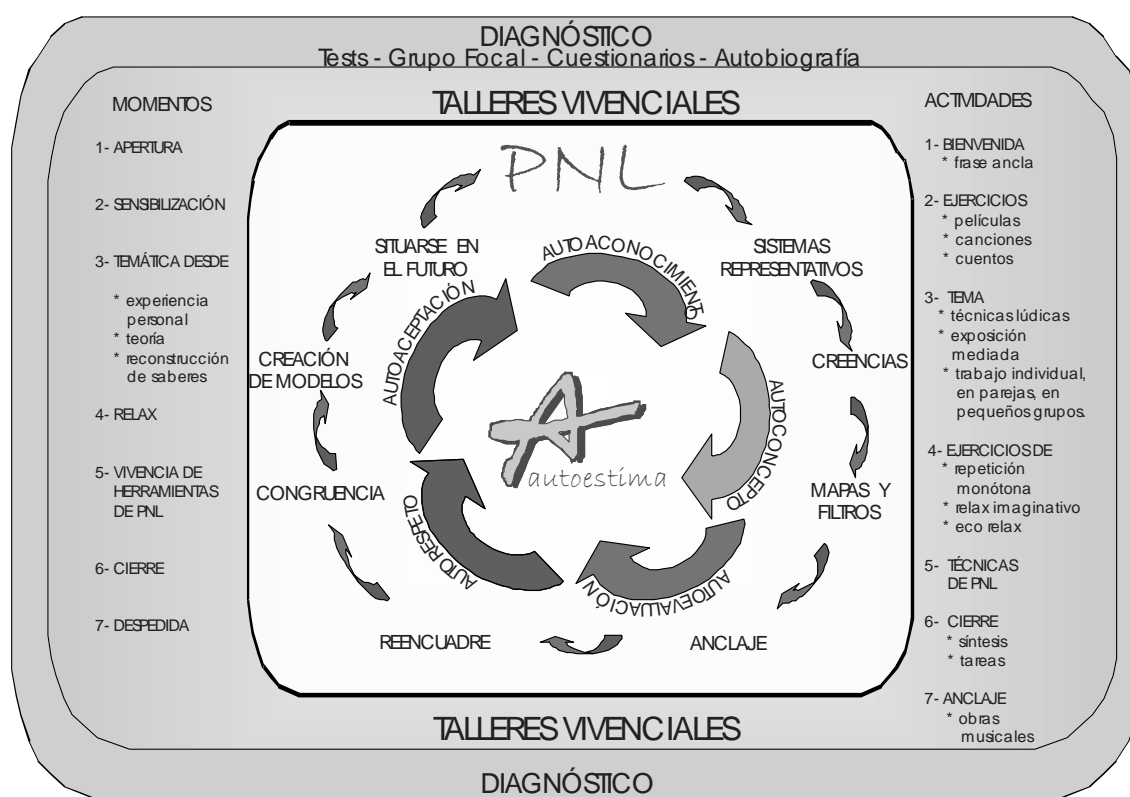 DIAGNÓSTICO
Tests - Grupo Focal - Cuestionarios - Autobiografía
TALLERES VIVENCIALES
MOMENTOS
1- APERTURA
2- SENSIBILIZACIÓN
3- TEMÁTICA DESDE
* experiencia
personal
* teoría
* reconstrucción
de saberes
4- RELAX
5- VIVENCIA DE
HERRAMIENTAS
DE PNL
6- CIERRE
7- DESPEDIDA
PNL
SISTEMAS
REPRESENTATIVOS
CREENCIAS
MAPAS Y
FILTROS
ANCLAJE
REENCUADRE
CONGRUENCIA
CREACIÓN
DE MODELOS
SITUARSE EN
EL FUTURO
AUTOACONOCIMIENTO
AUTOCONCEPTO
AUTOEVALUACIÓN
AUTORESPETO
AUTOACEPTACIÓN
A
autoestima
ACTIVIDADES
1- BIENVENIDA
* frase ancla
2- EJERCICIOS
* películas
* canciones
* cuentos
3- TEMA
* técnicas lúdicas
* exposición
mediada
* trabajo individual,
en parejas, en
pequeños grupos.
4- EJERCICIOS DE
* repetición
monótona
* relax imaginativo
* eco relax
5- TÉCNICAS
DE PNL
6- CIERRE
* síntesis
* tareas
7- ANCLAJE
* obras
musicales
TALLERES VIVENCIALES
DIAGNÓSTICO